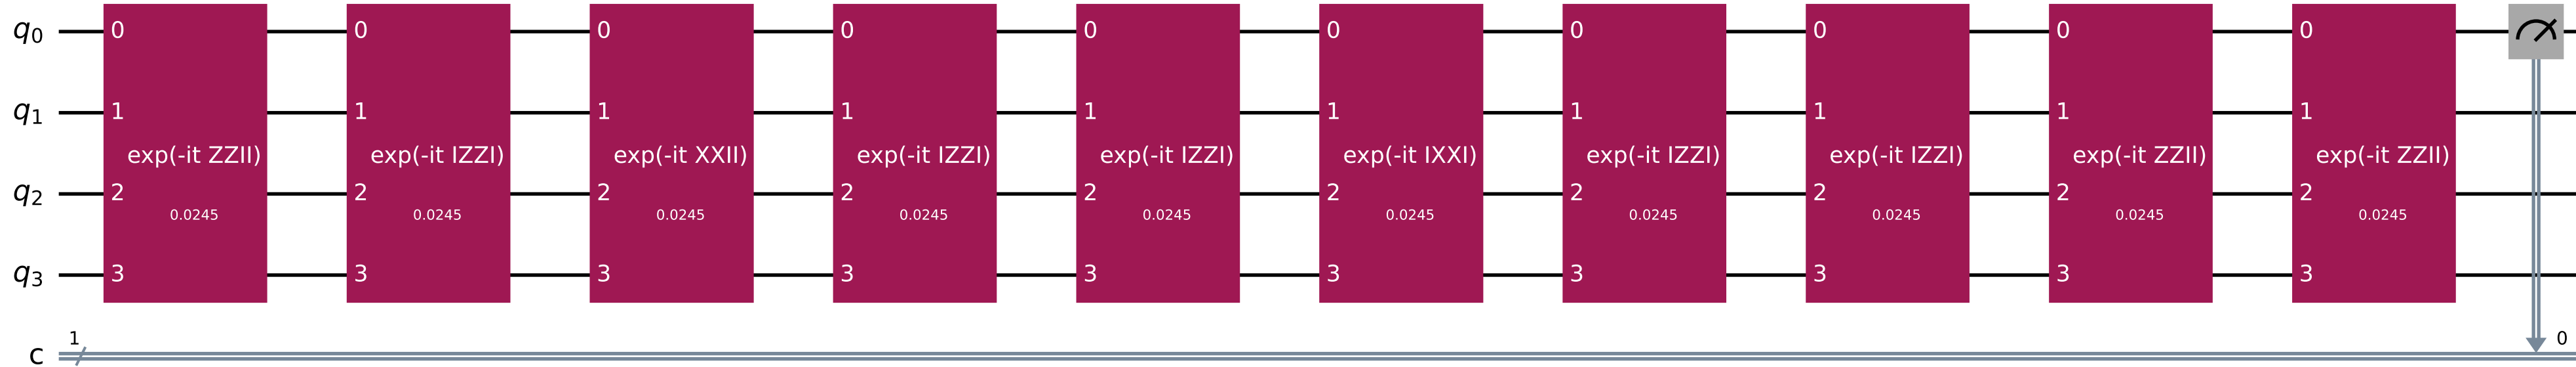 q0 0 0 0 0 0 0 0 0 0 0
q1 1 1 1 1 1 1 1 1 1 1
exp(-it ZZII) exp(-it IZZI) exp(-it XXII) exp(-it IZZI) exp(-it IZZI) exp(-it IXXI) exp(-it IZZI) exp(-it IZZI) exp(-it ZZII) exp(-it ZZII)
q2 2 2 2 2 2 2 2 2 2 2
0.0245 0.0245 0.0245 0.0245 0.0245 0.0245 0.0245 0.0245 0.0245 0.0245
q3 3 3 3 3 3 3 3 3 3 3
1 0
c